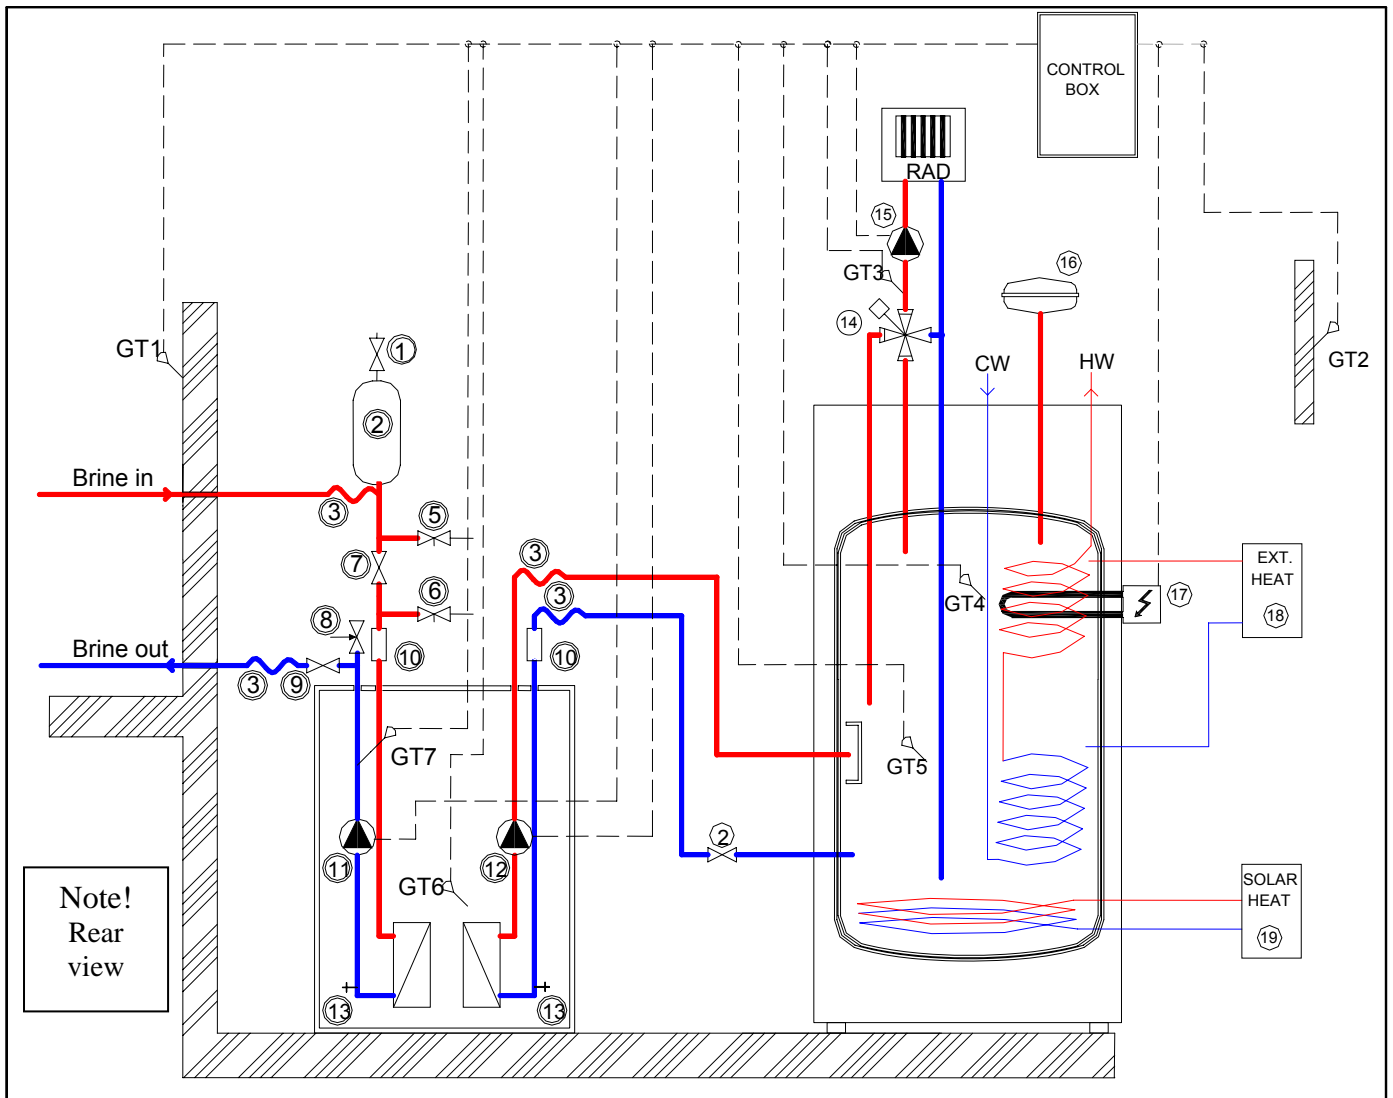 CONTROL
BOX
RAD
15
GT3
16
14
GT1
1
GT2
CW
HW
2
Brine in
3
5
7
3
EXT.
HEAT
18
3
6
GT4
17
8
Brine out
10
10
3
9
GT7
GT5
2
11
12
GT6
SOLAR
HEAT
19
Note!
Rear
view
13
13